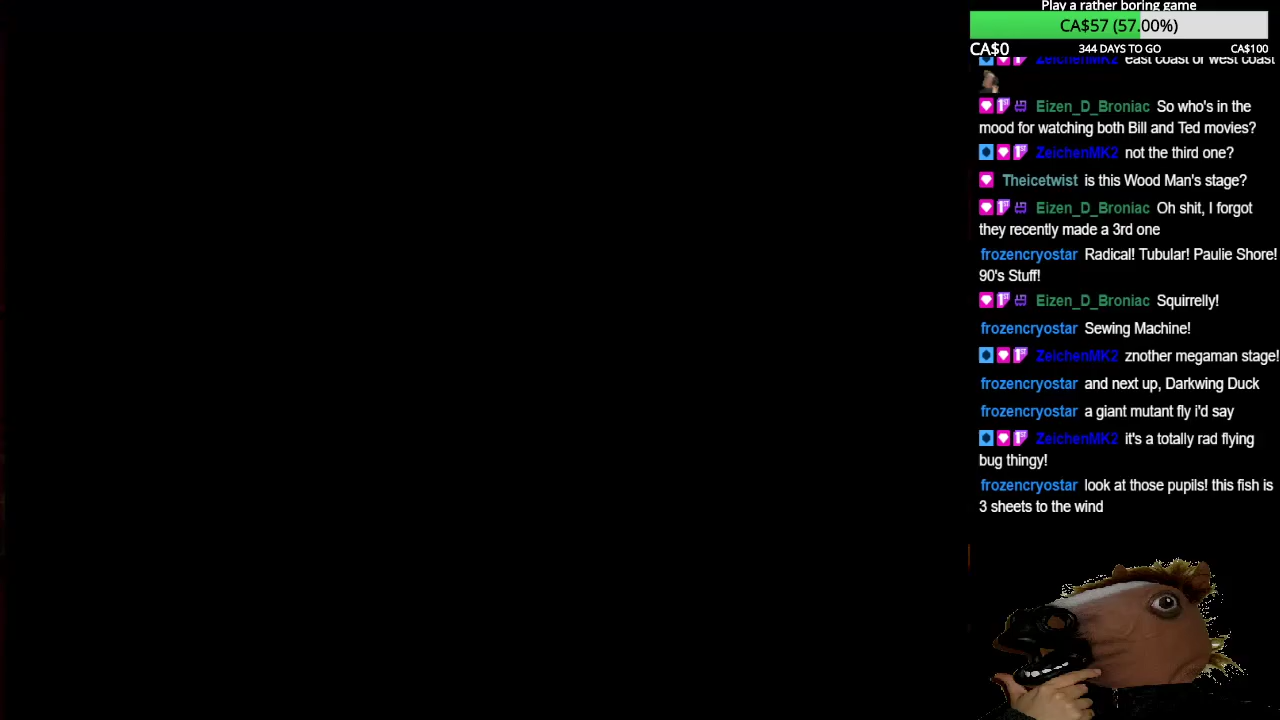 Play a rather boring game
CA$57 (57.00%)
CA$0 344 DAYS TO GO CA$100
ZeichenMK2 east coast or west coast
Eizen_D_Broniac So who's in the
mood for watching both Bill and Ted movies?
ZeichenMK2 not the third one?
Theicetwist is this Wood Man's stage?
Eizen_D_Broniac Oh shit, I forgot
they recently made a 3rd one
frozencryostar Radical! Tubular! Paulie Shore!
90's Stuff!
Eizen_D_Broniac Squirrelly!
frozencryostar Sewing Machine!
ZeichenMK2 znother megaman stage!
frozencryostar and next up, Darkwing Duck
frozencryostar a giant mutant fly i'd say
ZeichenMK2 it's a totally rad flying
bug thingy!
frozencryostar look at those pupils! this fish is
3 sheets to the wind